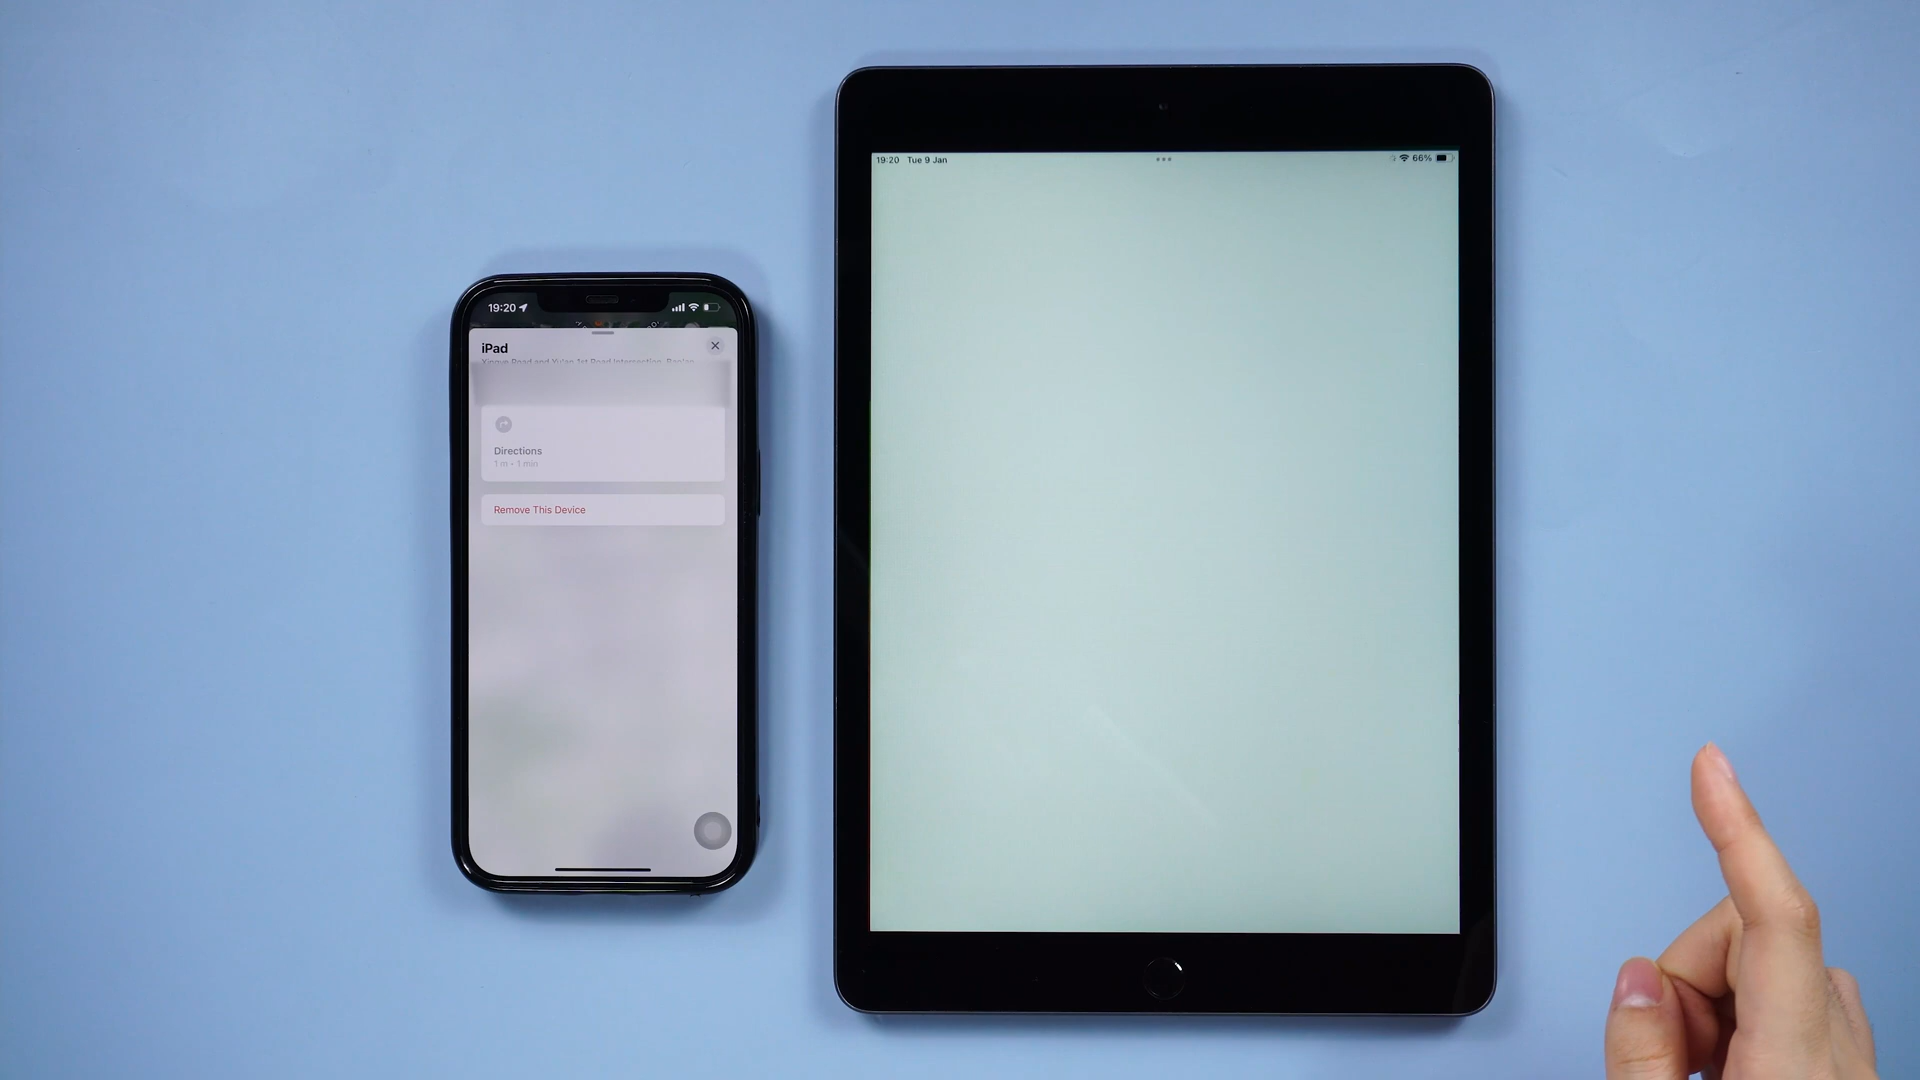 19:20
iPad
Directions
1 m • 1 min
Remove This Device
19:20 Tue 9 Jan
66%